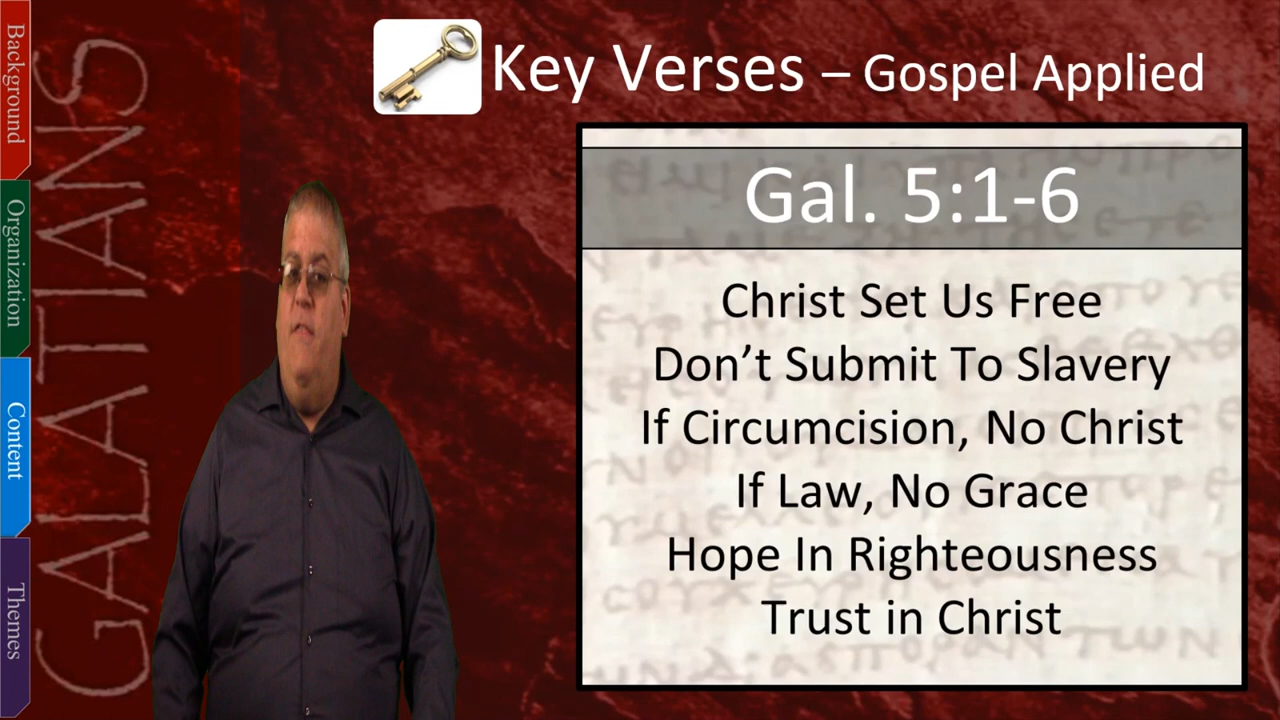 Background
Organization
Content
Themes
GALATIANS
Key Verses – Gospel Applied
Gal. 5:1-6
Christ Set Us Free
Don’t Submit To Slavery
If Circumcision, No Christ
If Law, No Grace
Hope In Righteousness
Trust in Christ